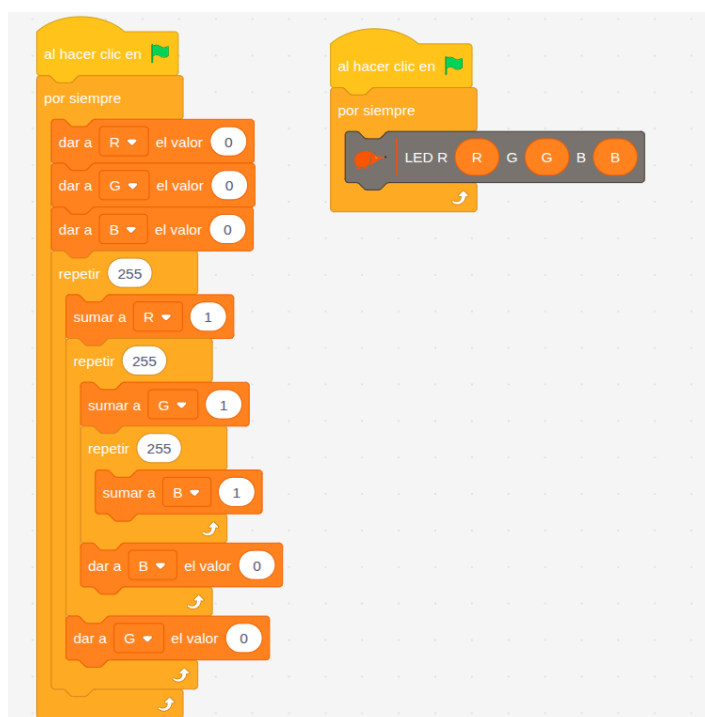 al hacer clic en
por siempre
dar a R el valor 0
dar a G el valor 0
dar a B el valor 0
repetir 255
sumar a R 1
repetir 255
sumar a G 1
repetir 255
sumar a B 1
dar a B el valor 0
dar a G el valor 0
al hacer clic en
por siempre
LED R R G G B B